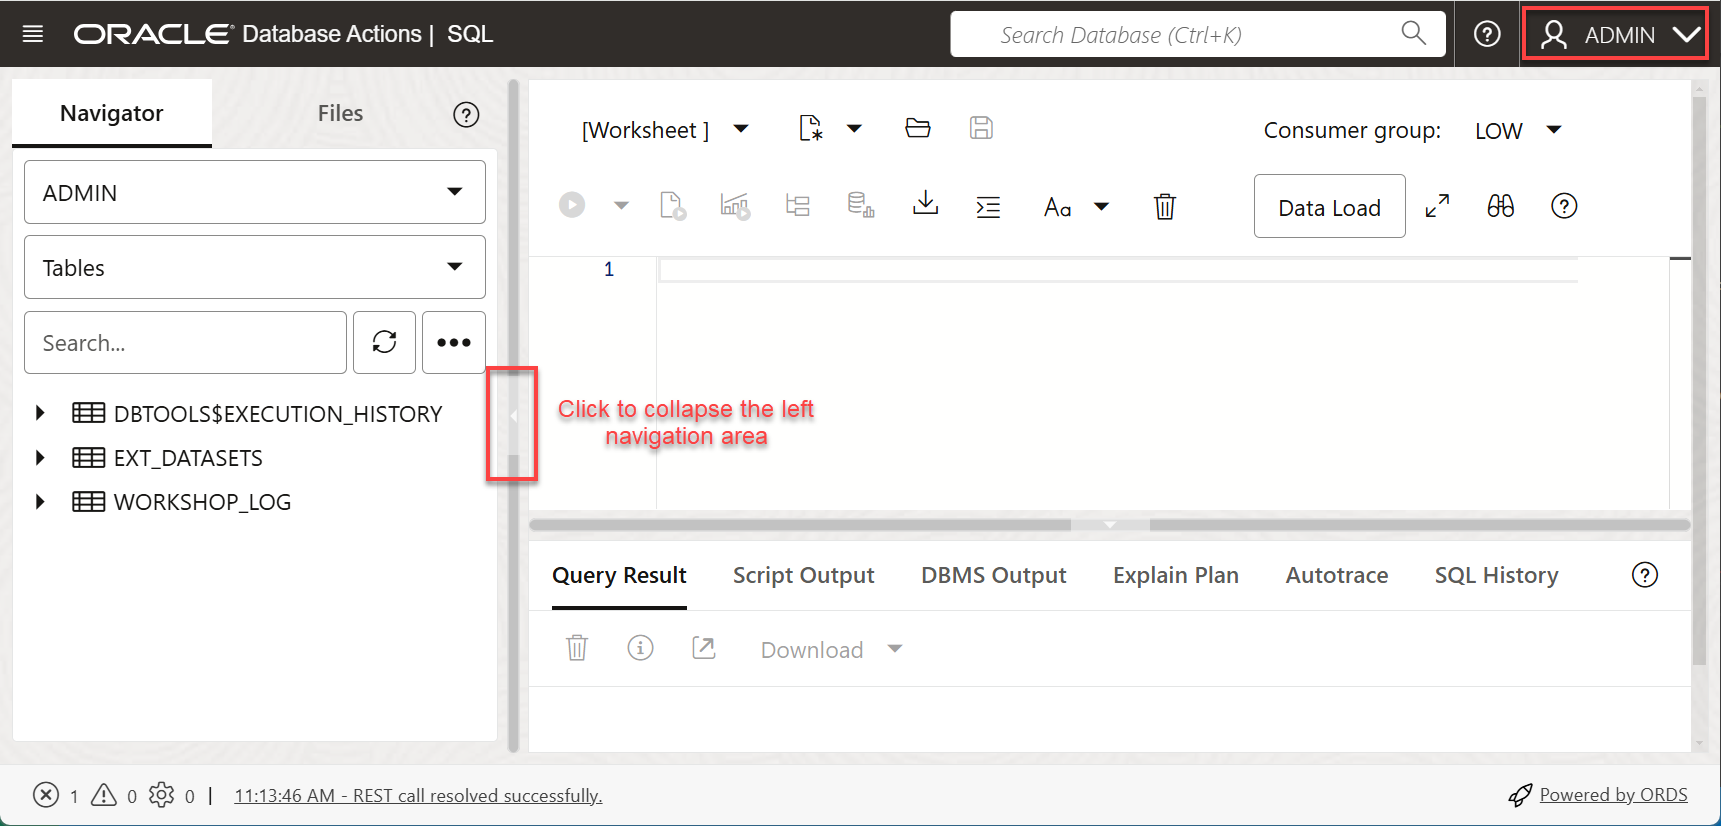 ORACLE Database Actions | SQL
Search Database (Ctrl+K)
ADMIN
Navigator
Files
[Worksheet ]
Consumer group:
LOW
ADMIN
Aa
Data Load
Tables
1
Search...
DBTOOLS$EXECUTION_HISTORY
EXT_DATASETS
WORKSHOP_LOG
Click to collapse the left
navigation area
Query Result
Script Output
DBMS Output
Explain Plan
Autotrace
SQL History
Download
1
0
0
|
11:13:46 AM - REST call resolved successfully.
Powered by ORDS